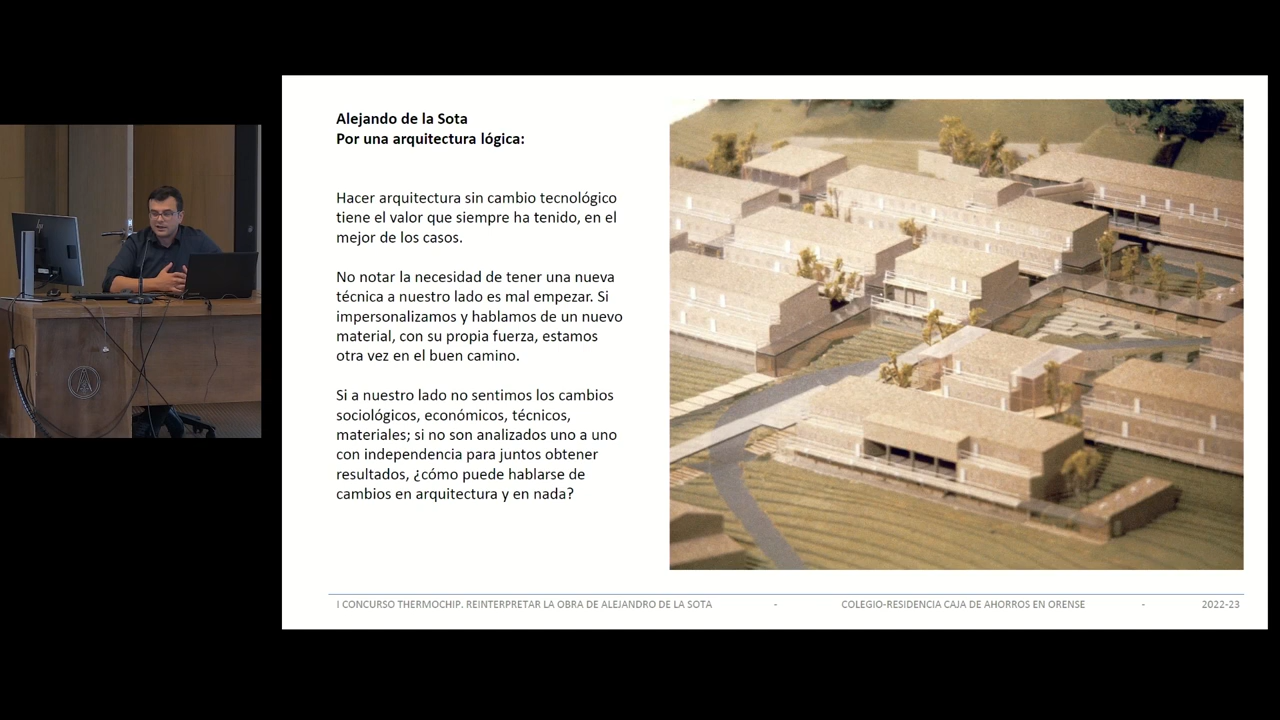 Alejando de la Sota
Por una arquitectura lógica:
Hacer arquitectura sin cambio tecnológico
tiene el valor que siempre ha tenido, en el
mejor de los casos.
No notar la necesidad de tener una nueva
técnica a nuestro lado es mal empezar. Si
impersonalizamos y hablamos de un nuevo
material, con su propia fuerza, estamos
otra vez en el buen camino.
Si a nuestro lado no sentimos los cambios
sociológicos, económicos, técnicos,
materiales; si no son analizados uno a uno
con independencia para juntos obtener
resultados, ¿cómo puede hablarse de
cambios en arquitectura y en nada?
I CONCURSO THERMOCHIP. REINTERPRETAR LA OBRA DE ALEJANDRO DE LA SOTA - COLEGIO-RESIDENCIA CAJA DE AHORROS EN ORENSE - 2022-23